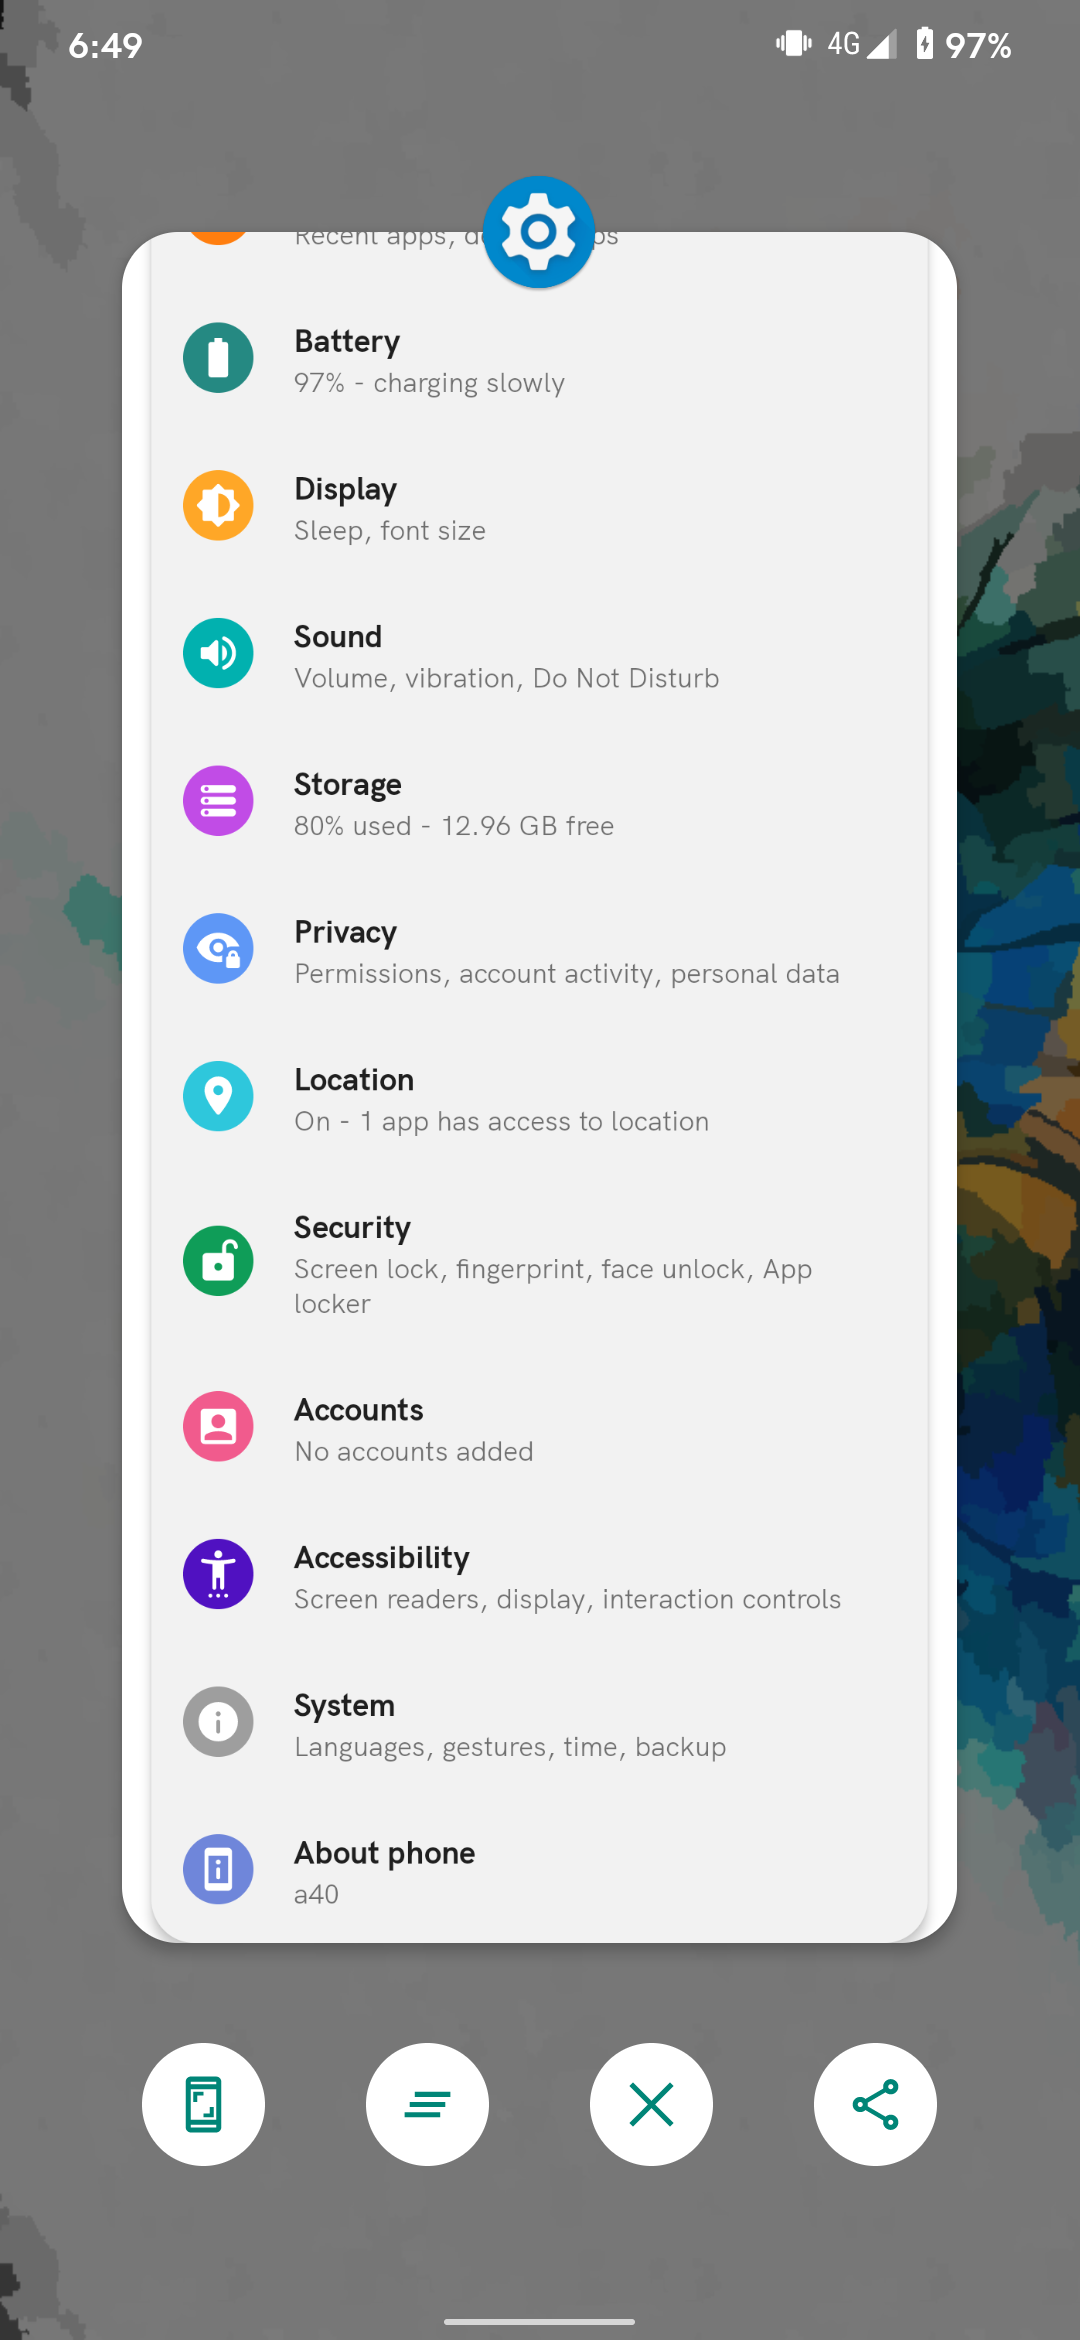 6:49
4G
97%
Recent apps,
Battery
97% - charging slowly
Display
Sleep, font size
Sound
Volume, vibration, Do Not Disturb
Storage
80% used - 12.96 GB free
Privacy
Permissions, account activity, personal data
Location
On - 1 app has access to location
Security
Screen lock, fingerprint, face unlock, App
locker
Accounts
No accounts added
Accessibility
Screen readers, display, interaction controls
System
Languages, gestures, time, backup
About phone
a40